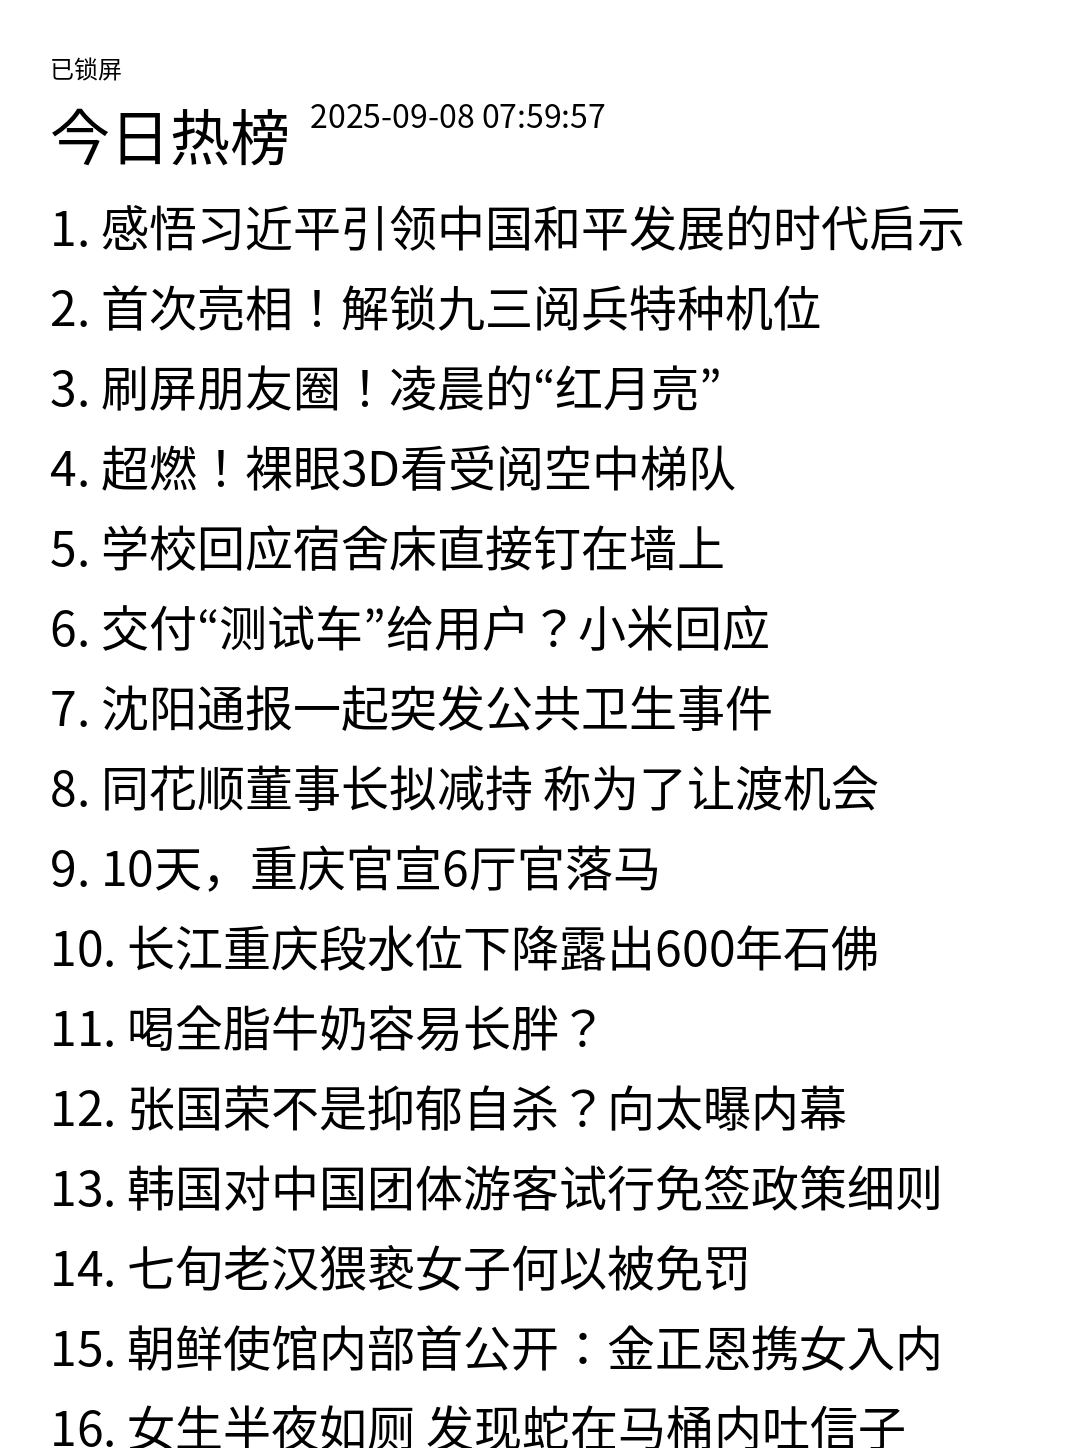 已锁屏
今日热榜 2025-09-08 07:59:57
1. 感悟习近平引领中国和平发展的时代启示
2. 首次亮相！解锁九三阅兵特种机位
3. 刷屏朋友圈！凌晨的“红月亮”
4. 超燃！裸眼3D看受阅空中梯队
5. 学校回应宿舍床直接钉在墙上
6. 交付“测试车”给用户？小米回应
7. 沈阳通报一起突发公共卫生事件
8. 同花顺董事长拟减持 称为了让渡机会
9. 10天，重庆官宣6厅官落马
10. 长江重庆段水位下降露出600年石佛
11. 喝全脂牛奶容易长胖？
12. 张国荣不是抑郁自杀？向太曝内幕
13. 韩国对中国团体游客试行免签政策细则
14. 七旬老汉猥亵女子何以被免罚
15. 朝鲜使馆内部首公开：金正恩携女入内
16. 女生半夜如厕 发现蛇在马桶内吐信子